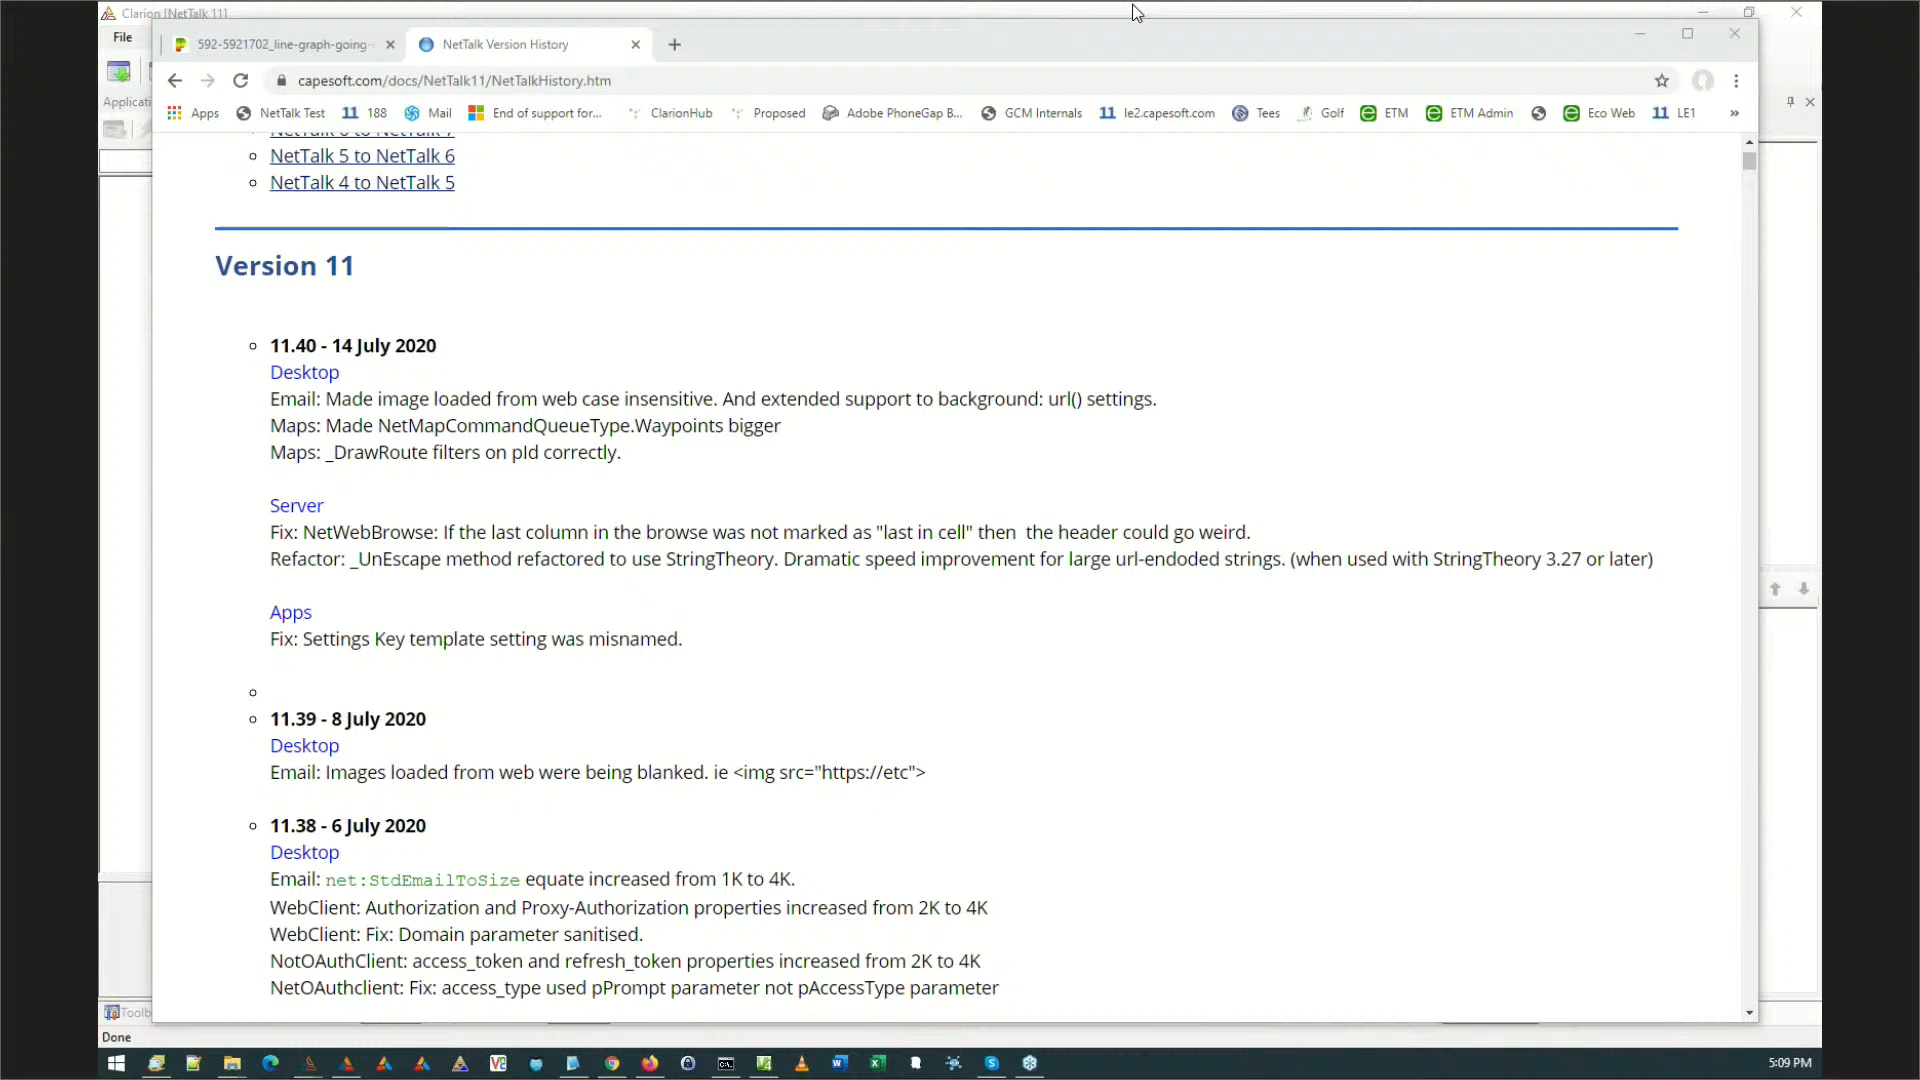 Clarion [NetTalk 11]
File
592-5921702_line-graph-going-
NetTalk Version History
capesoft.com/docs/NetTalk11/NetTalkHistory.htm
Applicati
Apps
NetTalk Test
11 188
Mail
End of support for...
ClarionHub
Proposed
Adobe PhoneGap B...
GCM Internals
11 le2.capesoft.com
Tees
Golf
ETM
ETM Admin
Eco Web
11 LE1
»
NetTalk 6 to NetTalk 7
NetTalk 5 to NetTalk 6
NetTalk 4 to NetTalk 5
Version 11
11.40 - 14 July 2020
Desktop
Email: Made image loaded from web case insensitive. And extended support to background: url() settings.
Maps: Made NetMapCommandQueueType.Waypoints bigger
Maps: _DrawRoute filters on pId correctly.
Server
Fix: NetWebBrowse: If the last column in the browse was not marked as "last in cell" then  the header could go weird.
Refactor: _UnEscape method refactored to use StringTheory. Dramatic speed improvement for large url-endoded strings. (when used with StringTheory 3.27 or later)
Apps
Fix: Settings Key template setting was misnamed.
11.39 - 8 July 2020
Desktop
Email: Images loaded from web were being blanked. ie <img src="https://etc">
11.38 - 6 July 2020
Desktop
Email: net:StdEmailToSize equate increased from 1K to 4K.
WebClient: Authorization and Proxy-Authorization properties increased from 2K to 4K
WebClient: Fix: Domain parameter sanitised.
NotOAuthClient: access_token and refresh_token properties increased from 2K to 4K
NetOAuthclient: Fix: access_type used pPrompt parameter not pAccessType parameter
Toolb
Done
5:09 PM